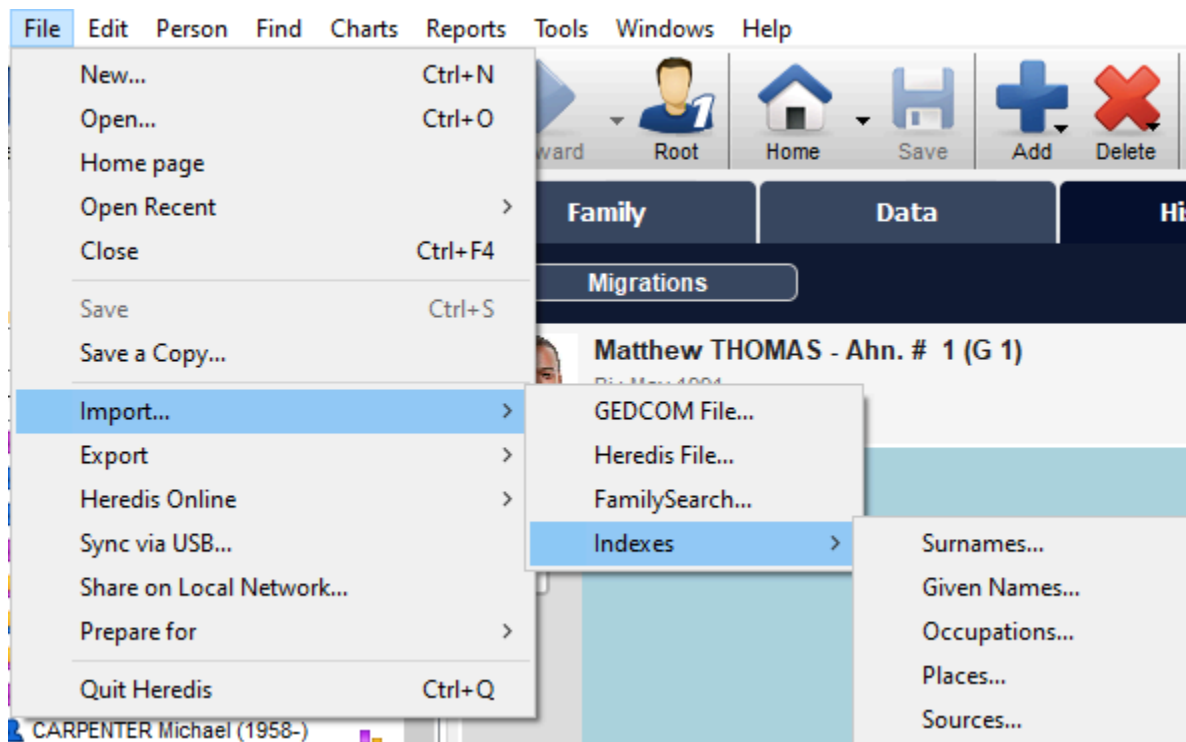 File Edit Person Find Charts Reports Tools Windows Help
New... Ctrl+N
Open... Ctrl+O
Home page
Open Recent
Close Ctrl+F4
Save Ctrl+S
Save a Copy...
Import...
Export
Heredis Online
Sync via USB...
Share on Local Network...
Prepare for
Quit Heredis Ctrl+Q
ward Root Home Save Add Delete
Family Data Hi
Migrations
Matthew THOMAS - Ahn. # 1 (G 1)
GEDCOM File...
Heredis File...
FamilySearch...
Indexes
Surnames...
Given Names...
Occupations...
Places...
Sources...
CARPENTER Michael (1958-)